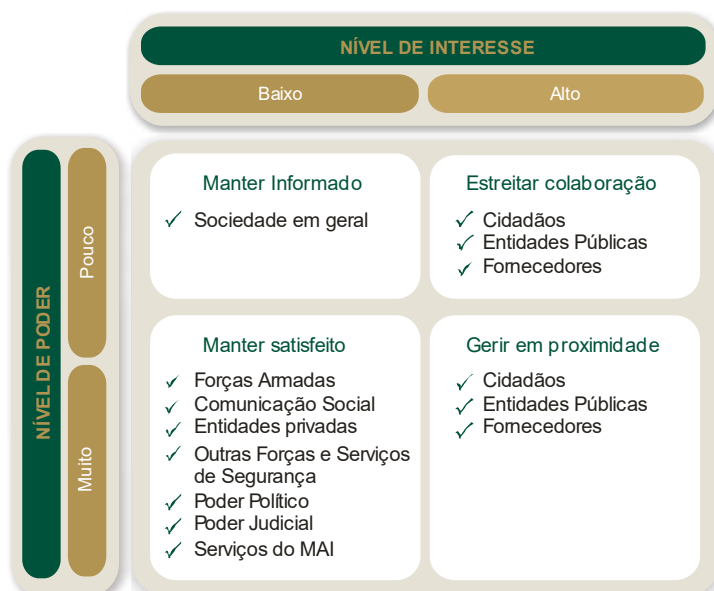 NÍVEL DE INTERESSE
Baixo
Alto
NÍVEL DE PODER
Pouco
Muito
Manter Informado
Sociedade em geral
Estreitar colaboração
Cidadãos
Entidades Públicas
Fornecedores
Manter satisfeito
Forças Armadas
Comunicação Social
Entidades privadas
Outras Forças e Serviços
de Segurança
Poder Político
Poder Judicial
Serviços do MAI
Gerir em proximidade
Cidadãos
Entidades Públicas
Fornecedores